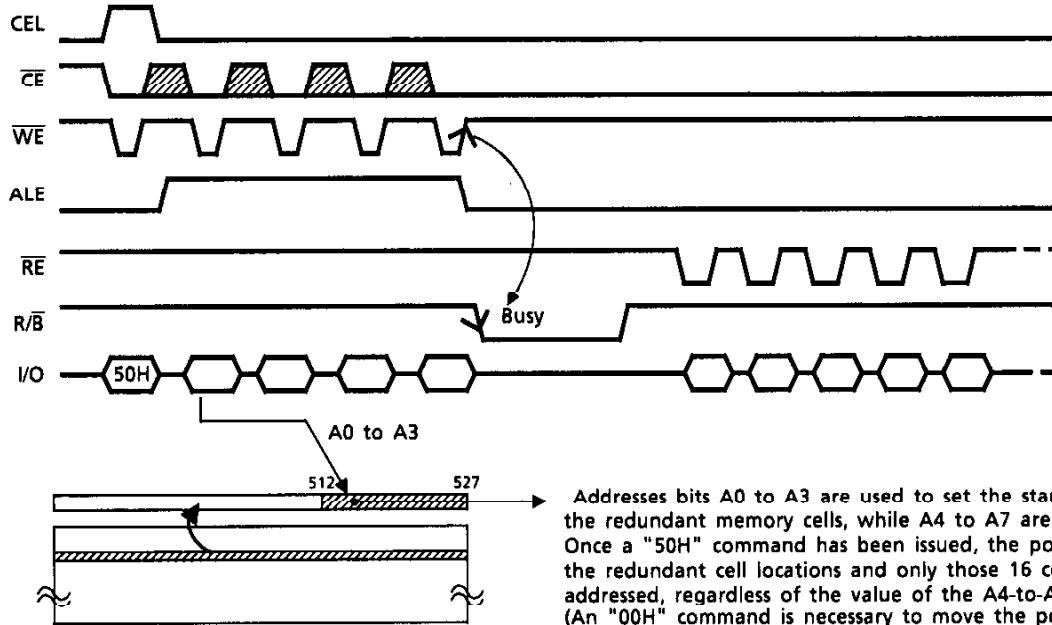 CEL
CE
WE
ALE
RE
R/B
Busy
I/O
50H
A0 to A3
512
527
Addresses bits A0 to A3 are used to set the star
the redundant memory cells, while A4 to A7 are
Once a "50H" command has been issued, the po
the redundant cell locations and only those 16 c
addressed, regardless of the value of the A4-to-A
(An "00H" command is necessary to move the p